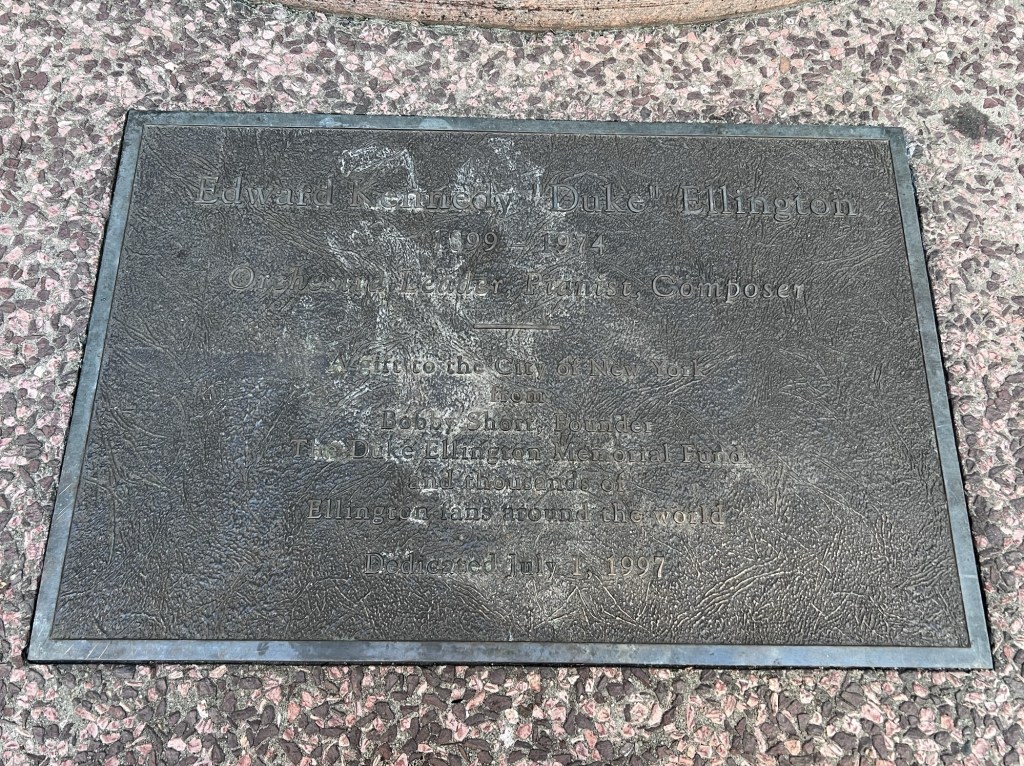 Edward Kennedy "Duke" Ellington
1899 – 1974
Orchestra Leader, Pianist, Composer
A gift to the City of New York
from
Bobby Short, Founder
The Duke Ellington Memorial Fund
and thousands of
Ellington fans around the world
Dedicated July 1, 1997